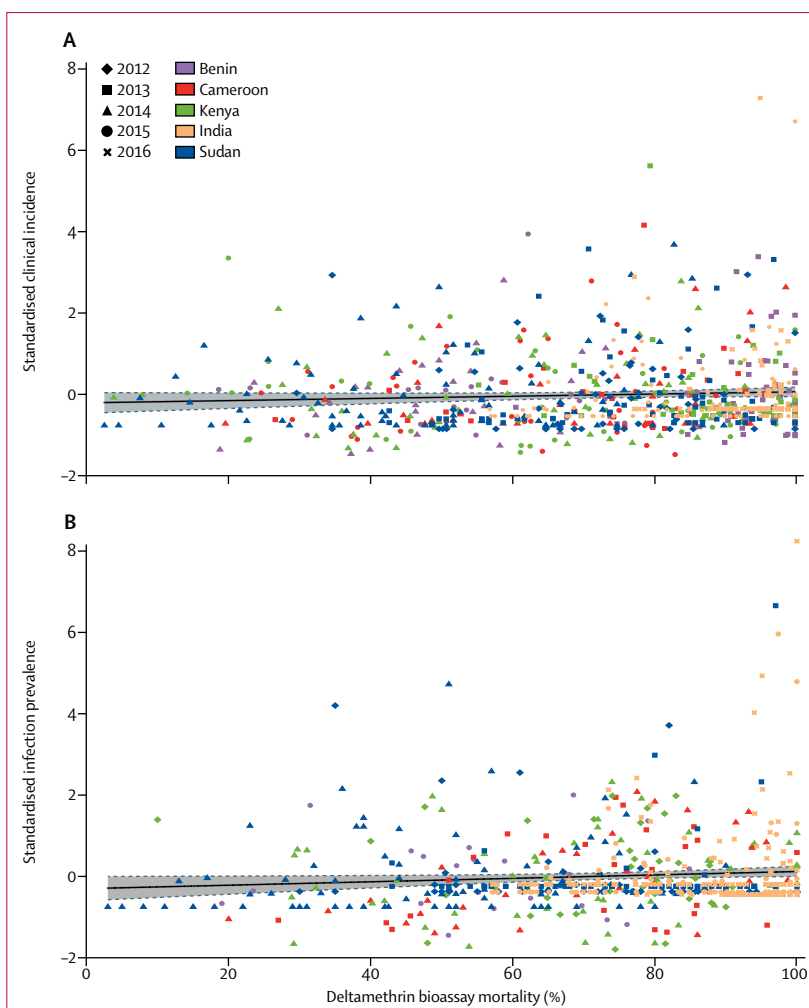 A
8
6
4
2
0
–2
Standardised clinical incidence
2012
2013
2014
2015
2016
Benin
Cameroon
Kenya
India
Sudan
B
8
6
4
2
0
–2
Standardised infection prevalence
0 20 40 60 80 100
Deltamethrin bioassay mortality (%)